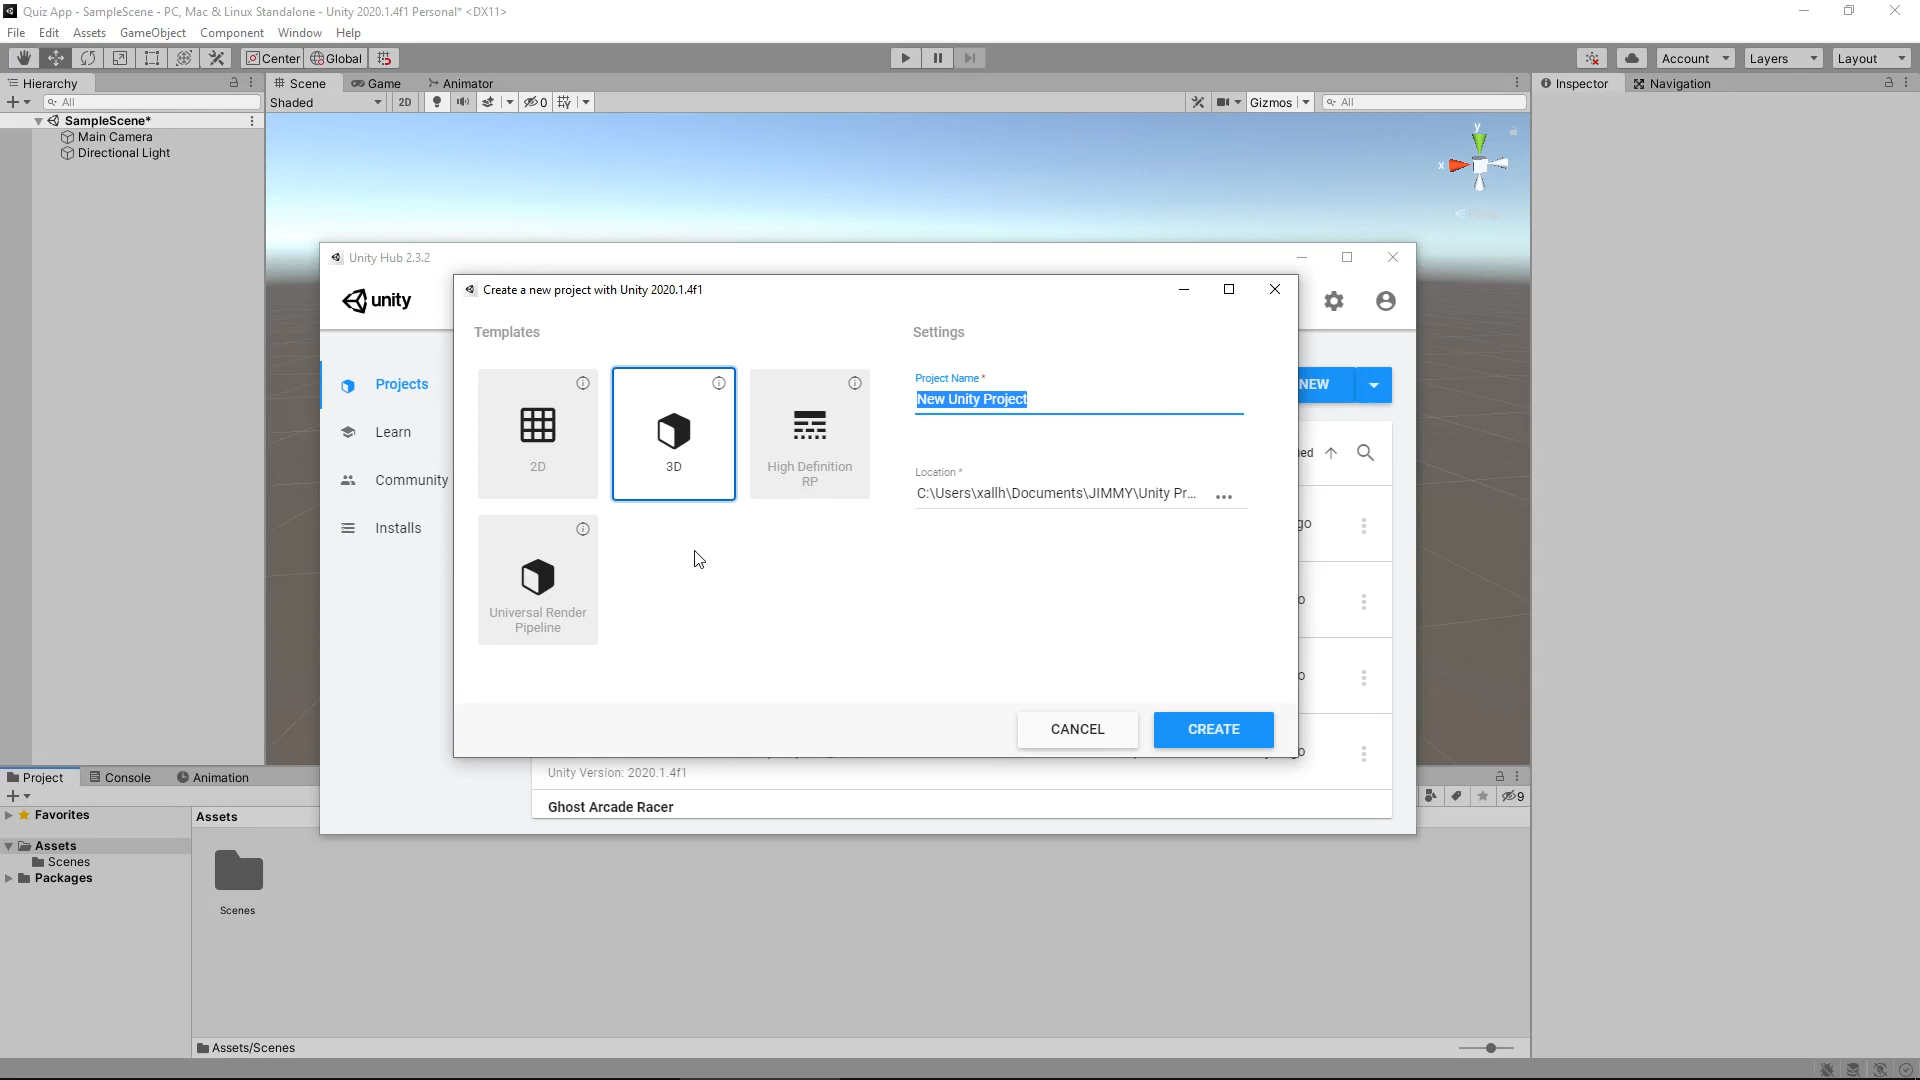 Quiz App - SampleScene - PC, Mac & Linux Standalone - Unity 2020.1.4f1 Personal* <DX11>
File Edit Assets GameObject Component Window Help
Center Global Account Layers Layout
Hierarchy Scene Game Animator Inspector Navigation
All Shaded 2D 0 Gizmos All
SampleScene*
Main Camera
Directional Light
y
x
Persp
Unity Hub 2.3.2
unity
Create a new project with Unity 2020.1.4f1
Templates
Settings
Projects
Learn
Community
Installs
2D
3D
High Definition
RP
Universal Render
Pipeline
Project Name *
New Unity Project
Location *
C:\Users\xallh\Documents\JIMMY\Unity Pr...
NEW
ied
go
o
o
o
CANCEL
CREATE
Unity Version: 2020.1.4f1
Ghost Arcade Racer
Project Console Animation
9
Favorites
Assets
Scenes
Packages
Assets
Scenes
Assets/Scenes